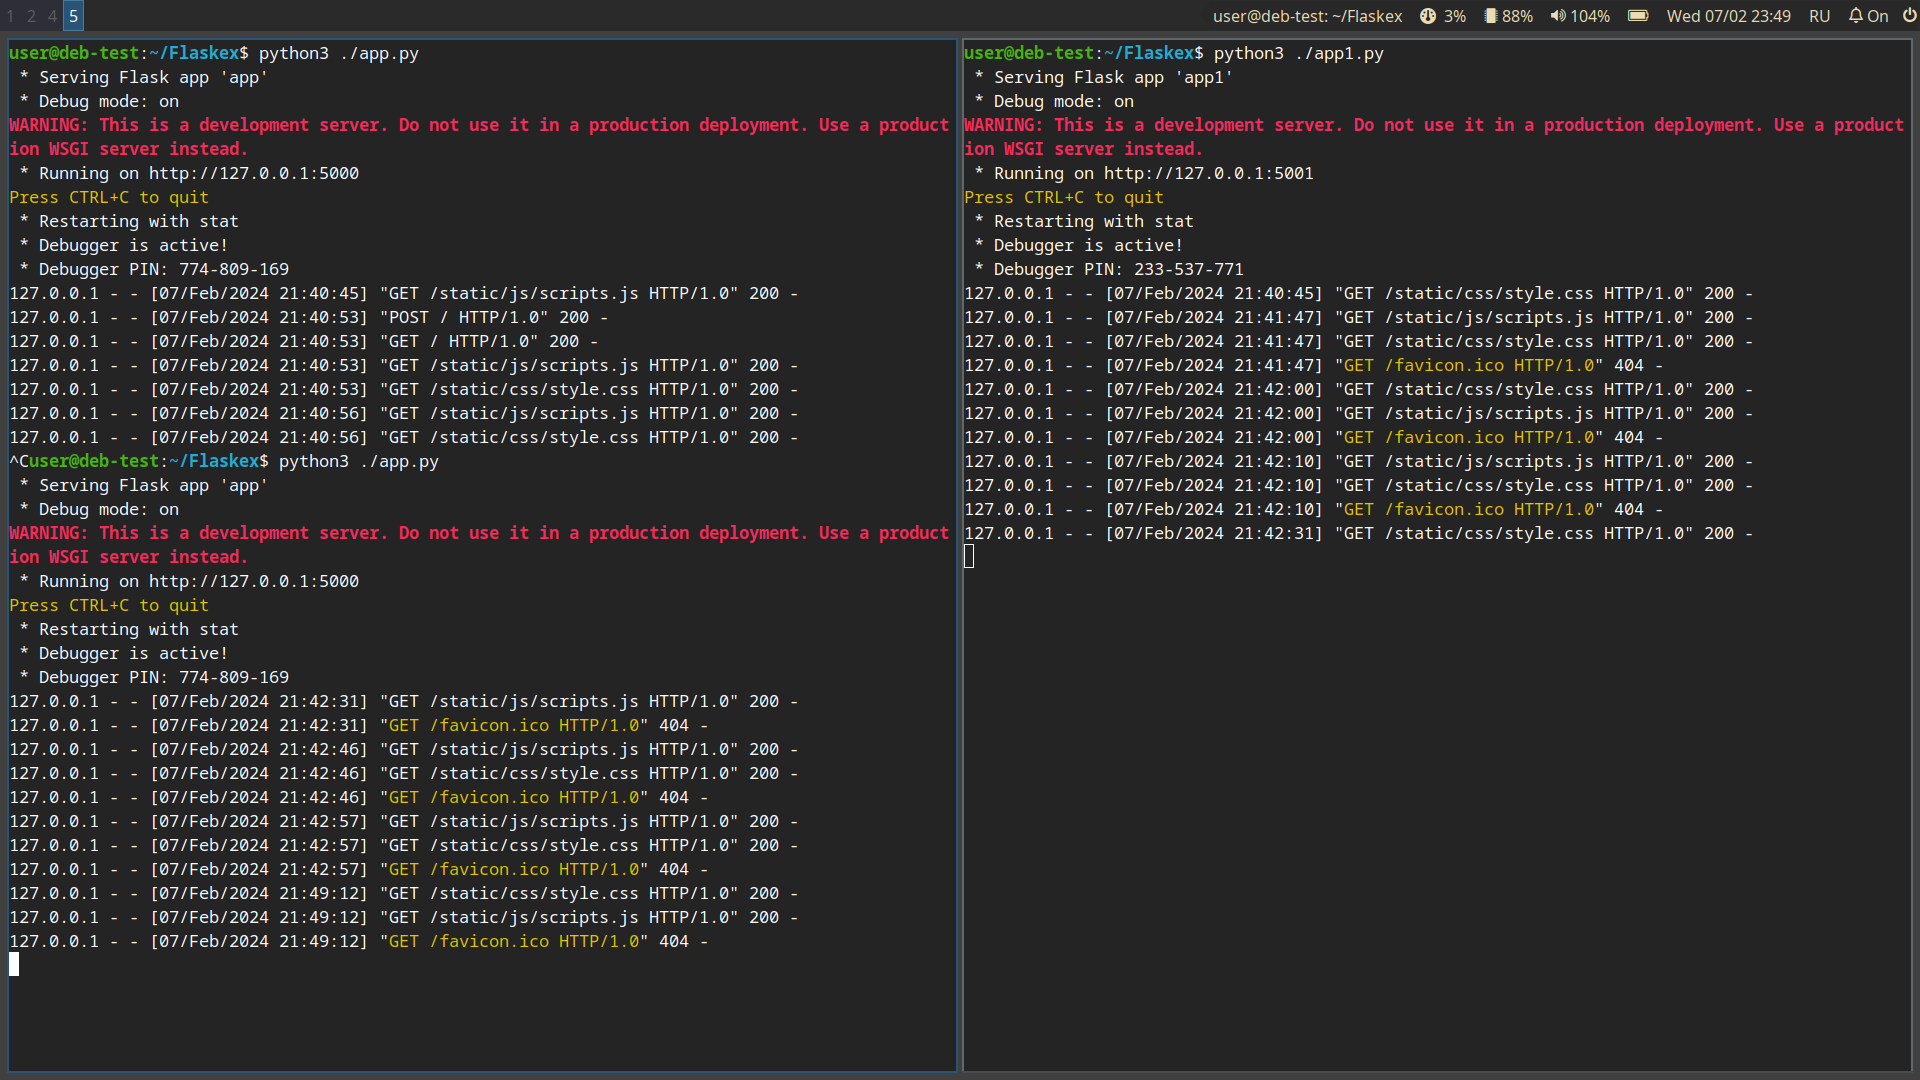 1 2 4 5
user@deb-test: ~/Flaskex 3% 88% 104% Wed 07/02 23:49 RU On
user@deb-test:~/Flaskex$ python3 ./app.py
 * Serving Flask app 'app'
 * Debug mode: on
WARNING: This is a development server. Do not use it in a production deployment. Use a product
ion WSGI server instead.
 * Running on http://127.0.0.1:5000
Press CTRL+C to quit
 * Restarting with stat
 * Debugger is active!
 * Debugger PIN: 774-809-169
127.0.0.1 - - [07/Feb/2024 21:40:45] "GET /static/js/scripts.js HTTP/1.0" 200 -
127.0.0.1 - - [07/Feb/2024 21:40:53] "POST / HTTP/1.0" 200 -
127.0.0.1 - - [07/Feb/2024 21:40:53] "GET / HTTP/1.0" 200 -
127.0.0.1 - - [07/Feb/2024 21:40:53] "GET /static/js/scripts.js HTTP/1.0" 200 -
127.0.0.1 - - [07/Feb/2024 21:40:53] "GET /static/css/style.css HTTP/1.0" 200 -
127.0.0.1 - - [07/Feb/2024 21:40:56] "GET /static/js/scripts.js HTTP/1.0" 200 -
127.0.0.1 - - [07/Feb/2024 21:40:56] "GET /static/css/style.css HTTP/1.0" 200 -
^Cuser@deb-test:~/Flaskex$ python3 ./app.py
 * Serving Flask app 'app'
 * Debug mode: on
WARNING: This is a development server. Do not use it in a production deployment. Use a product
ion WSGI server instead.
 * Running on http://127.0.0.1:5000
Press CTRL+C to quit
 * Restarting with stat
 * Debugger is active!
 * Debugger PIN: 774-809-169
127.0.0.1 - - [07/Feb/2024 21:42:31] "GET /static/js/scripts.js HTTP/1.0" 200 -
127.0.0.1 - - [07/Feb/2024 21:42:31] "GET /favicon.ico HTTP/1.0" 404 -
127.0.0.1 - - [07/Feb/2024 21:42:46] "GET /static/js/scripts.js HTTP/1.0" 200 -
127.0.0.1 - - [07/Feb/2024 21:42:46] "GET /static/css/style.css HTTP/1.0" 200 -
127.0.0.1 - - [07/Feb/2024 21:42:46] "GET /favicon.ico HTTP/1.0" 404 -
127.0.0.1 - - [07/Feb/2024 21:42:57] "GET /static/js/scripts.js HTTP/1.0" 200 -
127.0.0.1 - - [07/Feb/2024 21:42:57] "GET /static/css/style.css HTTP/1.0" 200 -
127.0.0.1 - - [07/Feb/2024 21:42:57] "GET /favicon.ico HTTP/1.0" 404 -
127.0.0.1 - - [07/Feb/2024 21:49:12] "GET /static/css/style.css HTTP/1.0" 200 -
127.0.0.1 - - [07/Feb/2024 21:49:12] "GET /static/js/scripts.js HTTP/1.0" 200 -
127.0.0.1 - - [07/Feb/2024 21:49:12] "GET /favicon.ico HTTP/1.0" 404 -
user@deb-test:~/Flaskex$ python3 ./app1.py
 * Serving Flask app 'app1'
 * Debug mode: on
WARNING: This is a development server. Do not use it in a production deployment. Use a product
ion WSGI server instead.
 * Running on http://127.0.0.1:5001
Press CTRL+C to quit
 * Restarting with stat
 * Debugger is active!
 * Debugger PIN: 233-537-771
127.0.0.1 - - [07/Feb/2024 21:40:45] "GET /static/css/style.css HTTP/1.0" 200 -
127.0.0.1 - - [07/Feb/2024 21:41:47] "GET /static/js/scripts.js HTTP/1.0" 200 -
127.0.0.1 - - [07/Feb/2024 21:41:47] "GET /static/css/style.css HTTP/1.0" 200 -
127.0.0.1 - - [07/Feb/2024 21:41:47] "GET /favicon.ico HTTP/1.0" 404 -
127.0.0.1 - - [07/Feb/2024 21:42:00] "GET /static/css/style.css HTTP/1.0" 200 -
127.0.0.1 - - [07/Feb/2024 21:42:00] "GET /static/js/scripts.js HTTP/1.0" 200 -
127.0.0.1 - - [07/Feb/2024 21:42:00] "GET /favicon.ico HTTP/1.0" 404 -
127.0.0.1 - - [07/Feb/2024 21:42:10] "GET /static/js/scripts.js HTTP/1.0" 200 -
127.0.0.1 - - [07/Feb/2024 21:42:10] "GET /static/css/style.css HTTP/1.0" 200 -
127.0.0.1 - - [07/Feb/2024 21:42:10] "GET /favicon.ico HTTP/1.0" 404 -
127.0.0.1 - - [07/Feb/2024 21:42:31] "GET /static/css/style.css HTTP/1.0" 200 -